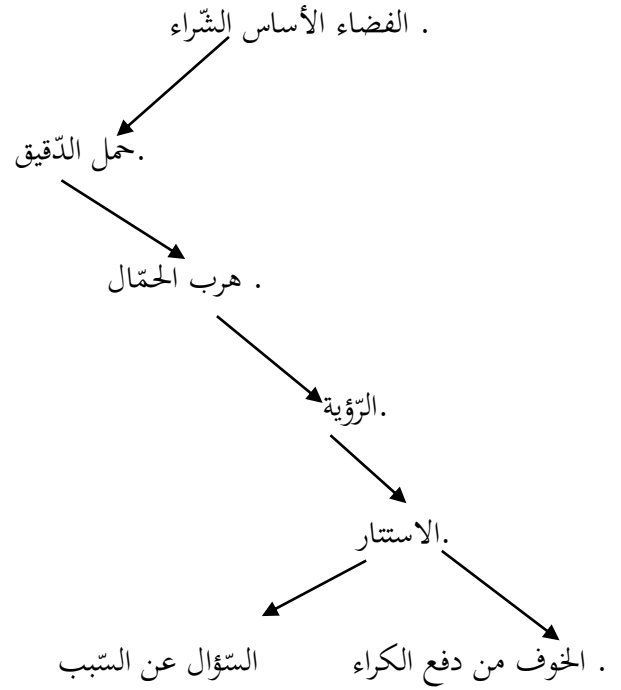 . الفضاء الأساس الشّراء
.حمل الدّقيق
. هرب الحمّال
.الرّؤية
.الاستتار
. الخوف من دفع الكراء السّؤال عن السّبب